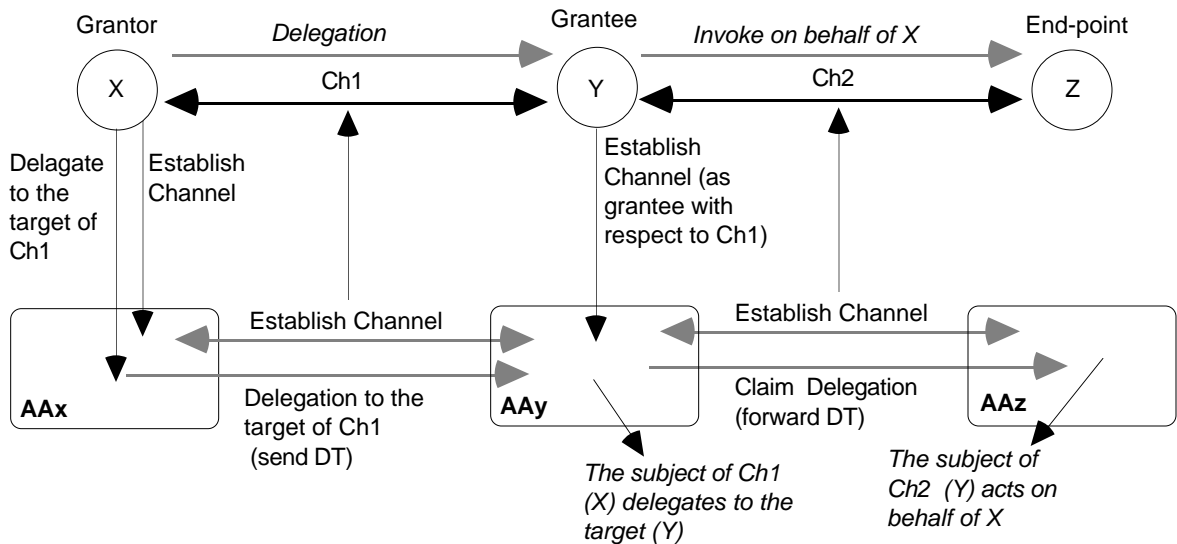 Grantor
Grantee
End-point
Delegation
Invoke on behalf of X
X
Ch1
Y
Ch2
Z
Delagate
to the
target of
Ch1
Establish
Channel
Establish
Channel (as
grantee with
respect to Ch1)
Establish Channel
Establish Channel
AAx
Delegation to the
target of Ch1
(send DT)
AAy
Claim Delegation
(forward DT)
AAz
The subject of Ch1
(X) delegates to the
target (Y)
The subject of
Ch2 (Y) acts on
behalf of X